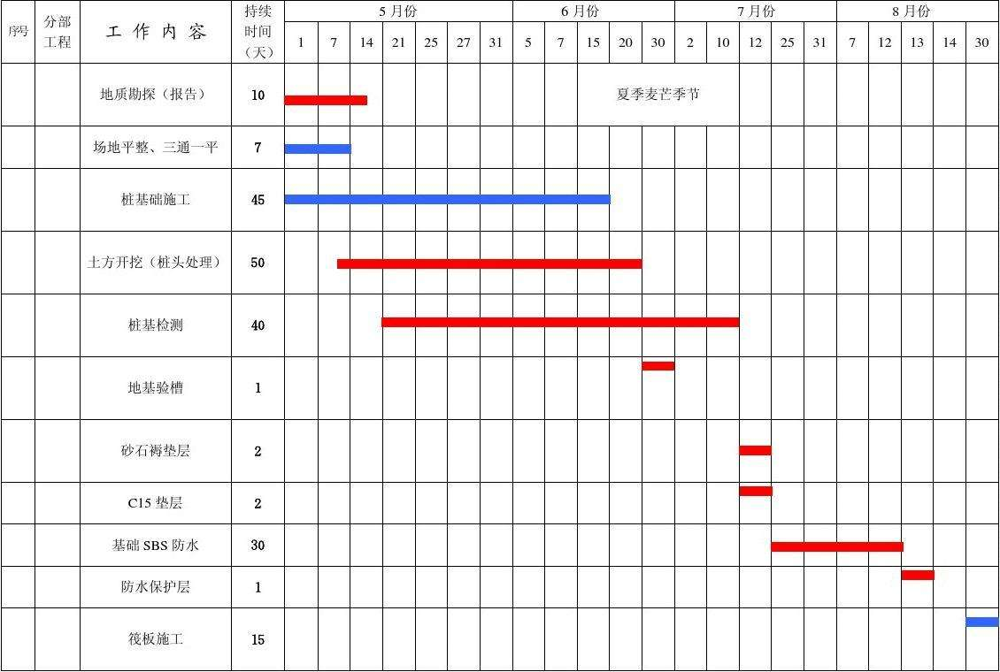 序号 分部工程 工 作 内 容 持续时间（天） 5 月份 6 月份 7 月份 8 月份
1 7 14 21 25 27 31 5 7 15 20 30 2 10 12 25 31 7 12 13 14 30
地质勘探（报告） 10 夏季麦芒季节
场地平整、三通一平 7
桩基础施工 45
土方开挖（桩头处理） 50
桩基检测 40
地基验槽 1
砂石褥垫层 2
C15 垫层 2
基础 SBS 防水 30
防水保护层 1
筏板施工 15